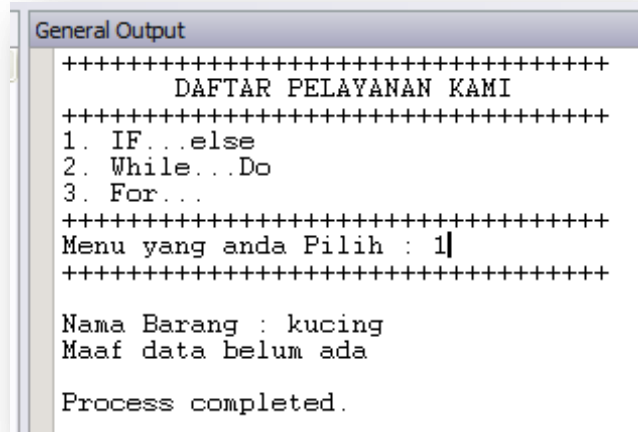 General Output
++++++++++++++++++++++++++++++++++
DAFTAR PELAYANAN KAMI
++++++++++++++++++++++++++++++++++
1. IF...else
2. While...Do
3. For...
++++++++++++++++++++++++++++++++++
Menu yang anda Pilih : 1
++++++++++++++++++++++++++++++++++
Nama Barang : kucing
Maaf data belum ada
Process completed.